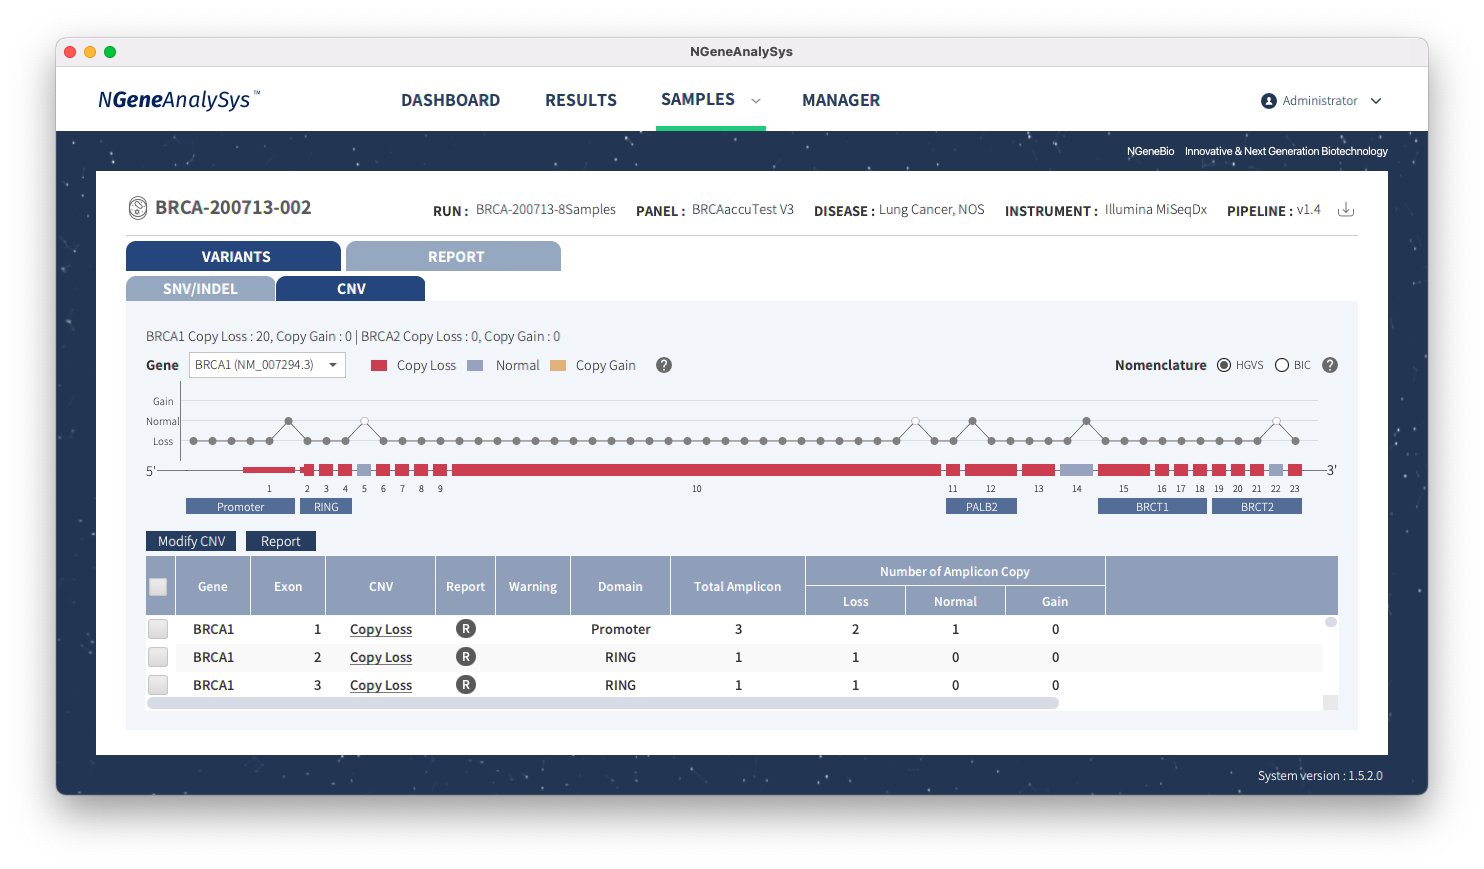 NGeneAnalySys
NGeneAnalySys™ DASHBOARD RESULTS SAMPLES MANAGER Administrator
NGeneBio Innovative & Next Generation Biotechnology
BRCA-200713-002 RUN : BRCA-200713-8Samples PANEL : BRCAaccuTest V3 DISEASE : Lung Cancer, NOS INSTRUMENT : Illumina MiSeqDx PIPELINE : v1.4
VARIANTS REPORT
SNV/INDEL CNV
BRCA1 Copy Loss : 20, Copy Gain : 0 | BRCA2 Copy Loss : 0, Copy Gain : 0
Gene BRCA1 (NM_007294.3) Copy Loss Normal Copy Gain ? Nomenclature HGVS BIC ?
Gain
Normal
Loss
5' 3'
1 2 3 4 5 6 7 8 9 10 11 12 13 14 15 16 17 18 19 20 21 22 23
Promoter RING PALB2 BRCT1 BRCT2
Modify CNV Report
Gene Exon CNV Report Warning Domain Total Amplicon Number of Amplicon Copy
Loss Normal Gain
BRCA1 1 Copy Loss R Promoter 3 2 1 0
BRCA1 2 Copy Loss R RING 1 1 0 0
BRCA1 3 Copy Loss R RING 1 1 0 0
System version : 1.5.2.0